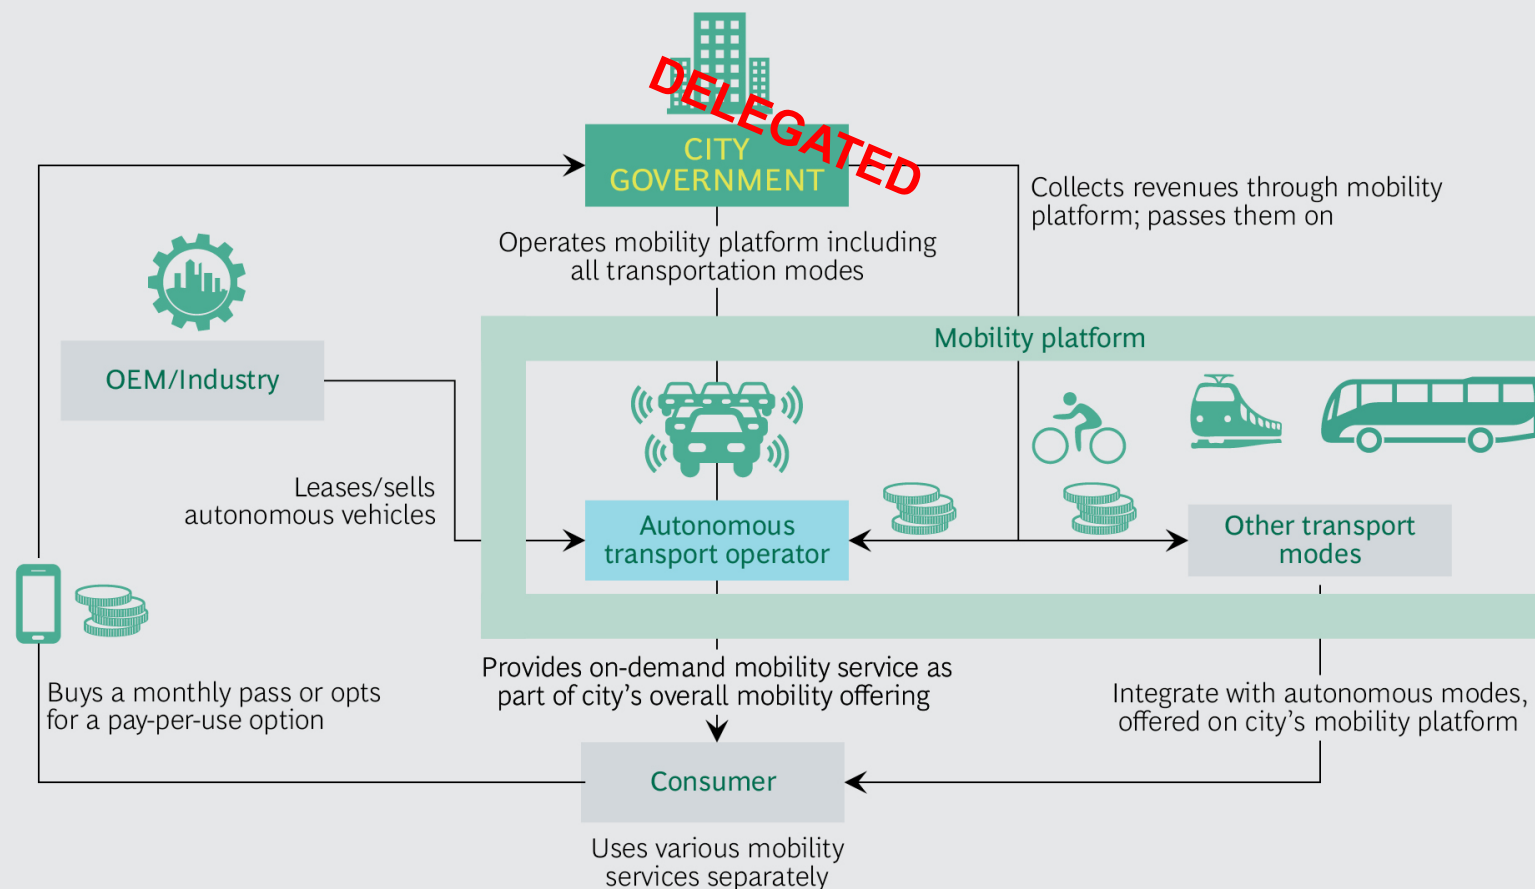 DELEGATED
CITY
GOVERNMENT
Collects revenues through mobility
platform; passes them on
Operates mobility platform including
all transportation modes
Mobility platform
OEM/Industry
Leases/sells
autonomous vehicles
Autonomous
transport operator
Other transport
modes
Provides on-demand mobility service as
part of city’s overall mobility offering
Buys a monthly pass or opts
for a pay-per-use option
Integrate with autonomous modes,
offered on city’s mobility platform
Consumer
Uses various mobility
services separately